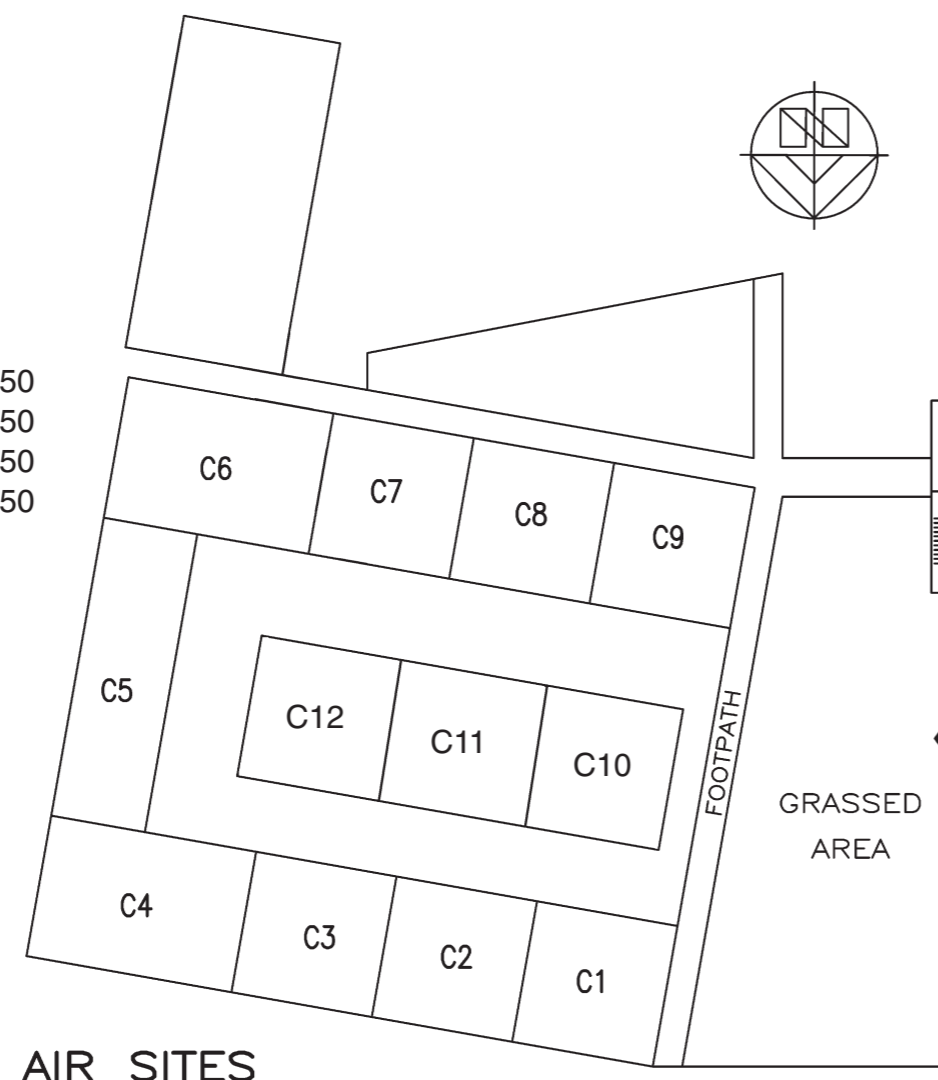 N
50
50
50
50
C6
C7
C8
C9
C5
C12
C11
C10
FOOTPATH
GRASSED
AREA
C4
C3
C2
C1
AIR SITES